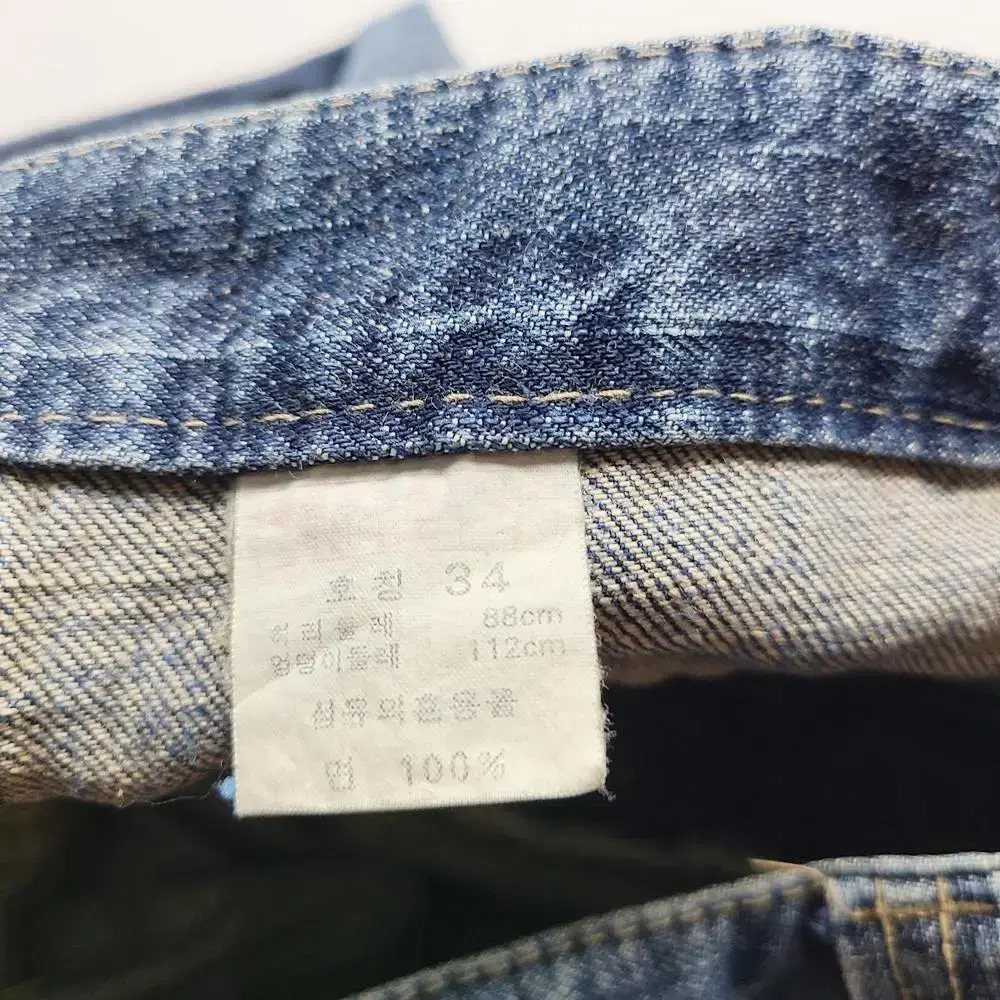 호칭 34
허리둘레 88cm
엉덩이둘레 112cm
섬유의혼용률
면 100%